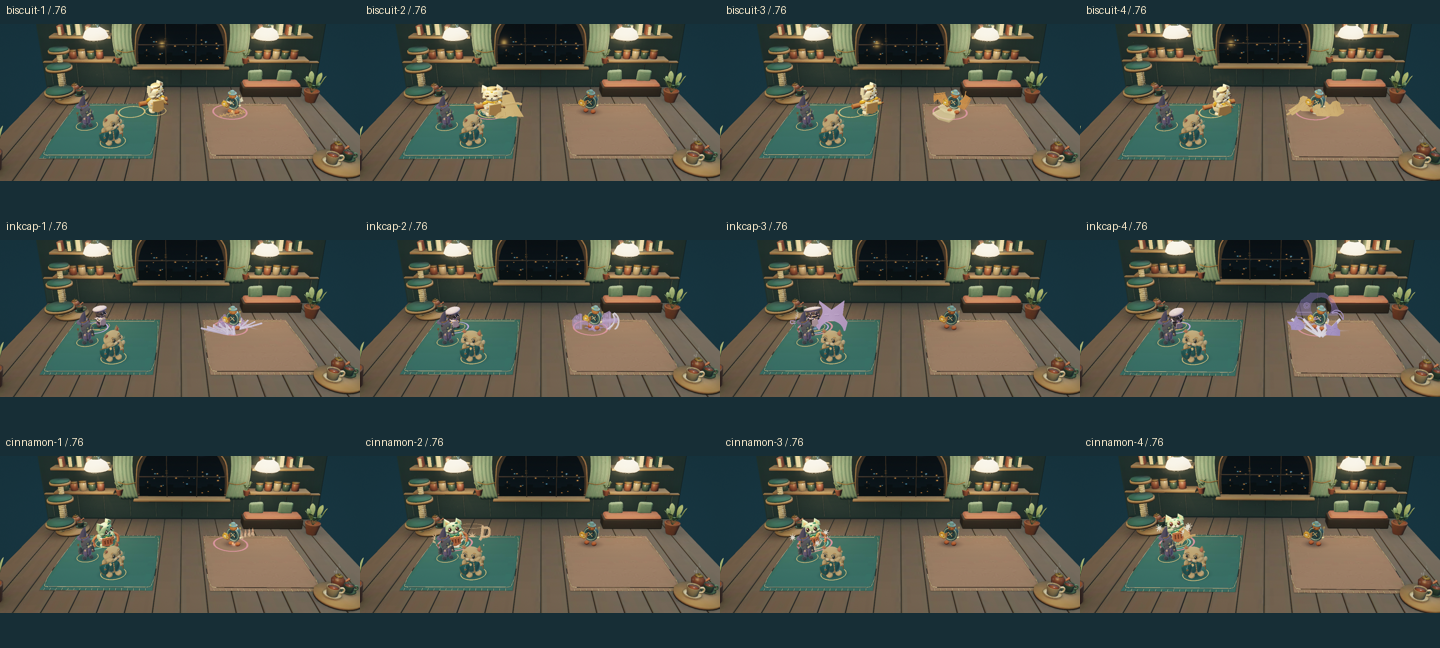 biscuit-1 / .76
biscuit-2 / .76
biscuit-3 / .76
biscuit-4 / .76
inkcap-1 / .76
inkcap-2 / .76
inkcap-3 / .76
inkcap-4 / .76
cinnamon-1 / .76
cinnamon-2 / .76
cinnamon-3 / .76
cinnamon-4 / .76